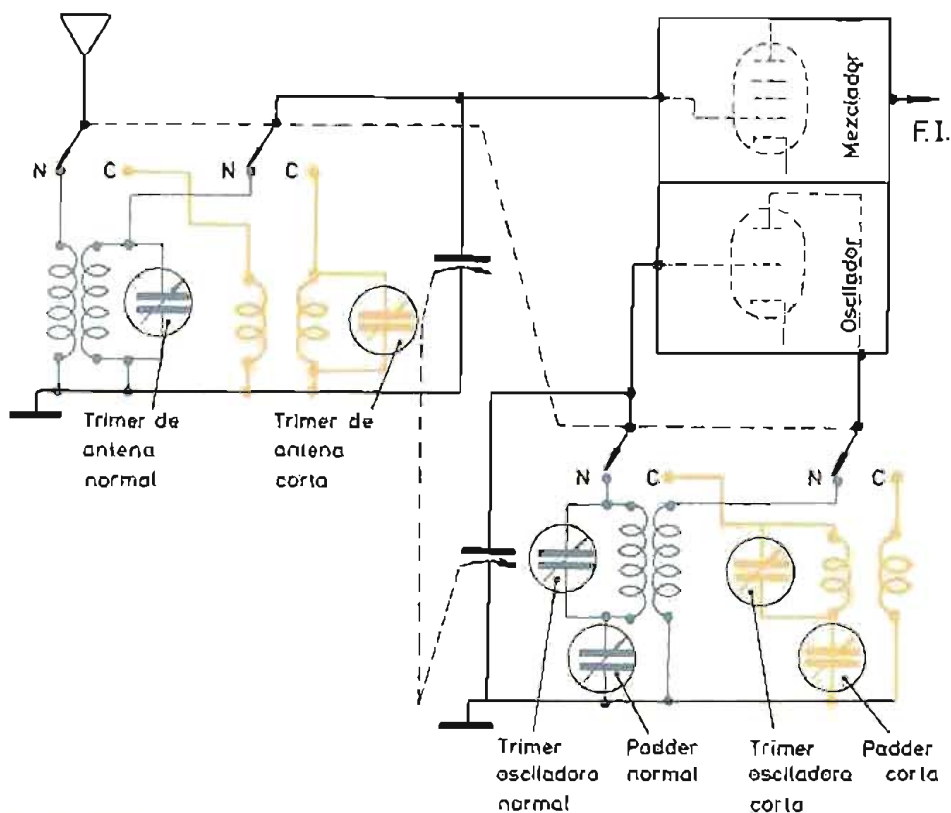 Mezclador
F.I.
Oscilador
N
C
N
C
Trimer de
antena
normal
Trimer de
antena
corta
N
C
N
C
Trimer
osciladora
normal
Padder
normal
Trimer
osciladora
corta
Padder
corta